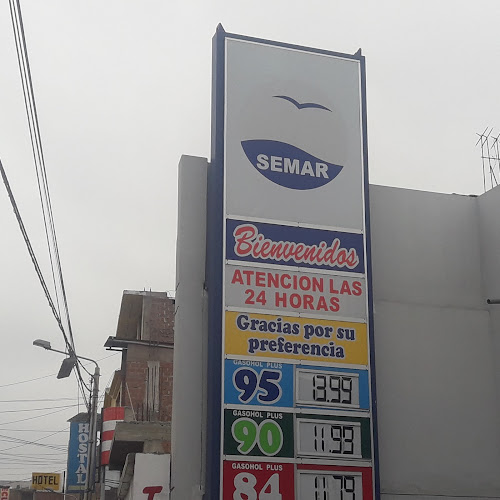 SEMAR
Bienvenidos
ATENCION LAS
24 HORAS
Gracias por su
preferencia
GASOHOL PLUS
95 13.99
GASOHOL PLUS
90 11.99
GASOHOL PLUS
84 11.79
HOSTAL
HOTEL
T